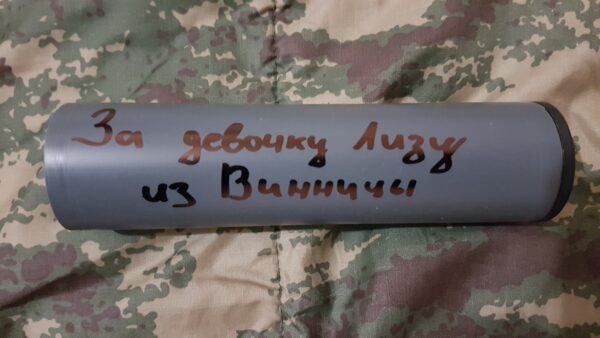 За девочку Лизу
из Винницы